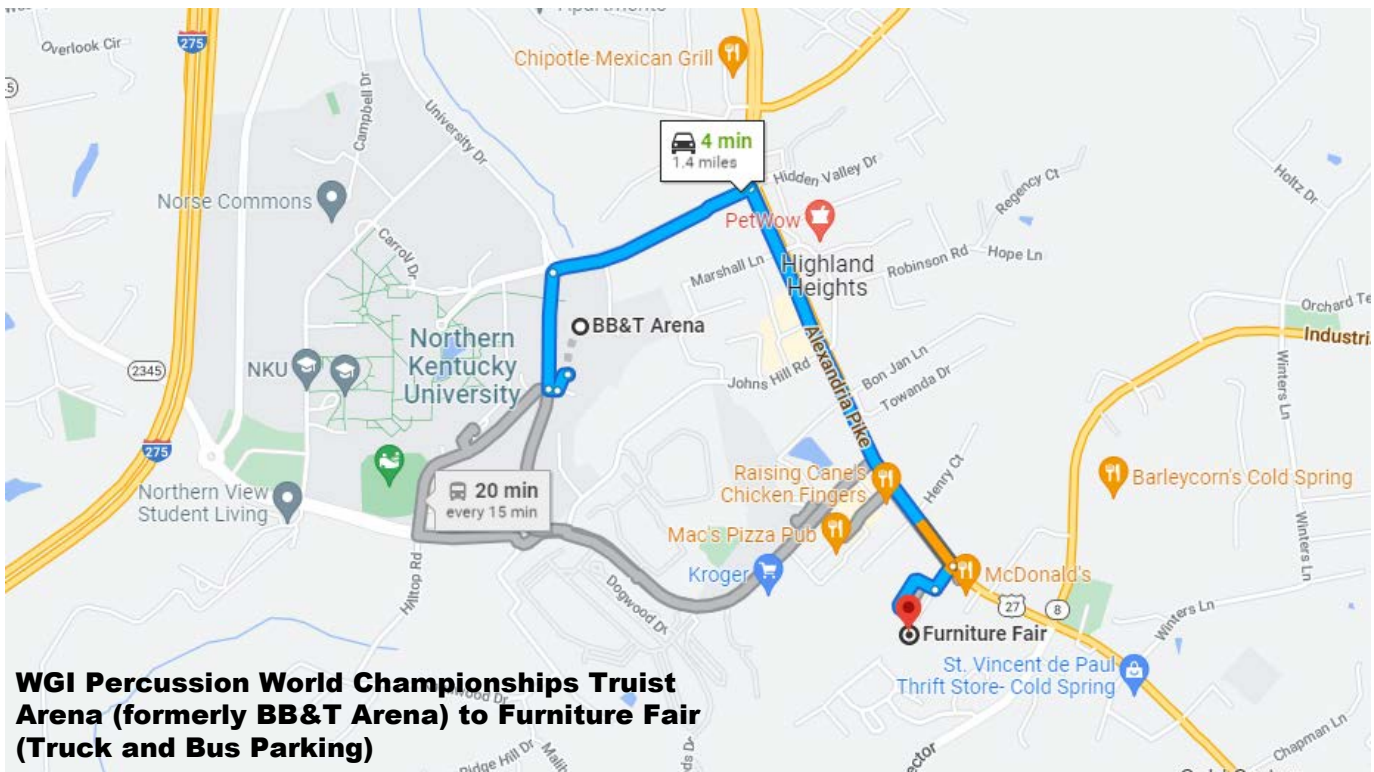 Overlook Cir
275
Chipotle Mexican Grill
Campbell Dr
University Dr
4 min
1.4 miles
Hidden Valley Dr
Regency Ct
Holtz Dr
Norse Commons
PetWow
Carroll Dr
Marshall Ln
Highland
Heights
Robinson Rd
Hope Ln
Orchard Te
BB&T Arena
Industri
Northern
Kentucky
University
NKU
2345
Johns Hill Rd
Alexandria Pike
Bon Jan Ln
Towanda Dr
Winters Ln
275
Raising Cane's
Chicken Fingers
Henry Ct
Barleycorn's Cold Spring
Northern View
Student Living
20 min
every 15 min
Mac's Pizza Pub
Winters Ln
Kroger
McDonald's
Hilltop Rd
Dogwood Dr
27
8
Winters Ln
Furniture Fair
St. Vincent de Paul
Thrift Store- Cold Spring
WGI Percussion World Championships Truist
Arena (formerly BB&T Arena) to Furniture Fair
(Truck and Bus Parking)
Ridge Hill Dr
Chapman Ln